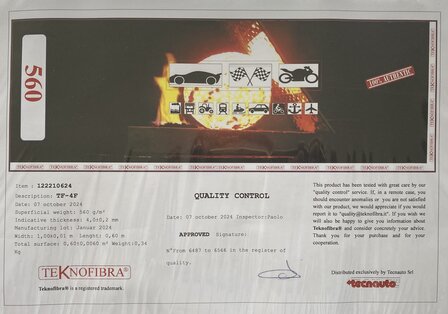 560
100% AUTHENTIC
TEKNOFIBRA®
Item : 122210624
Description: TF-4F
Date: 07 october 2024
Superficial weight: 560 g/m²
Indicative thickness: 4,0±0,2 mm
Manufacturing lot: Januar 2024
Width: 1,00±0,01 m Lenght: 0,60 m
Total surface: 0,60±0,0060 m² Weight: 0,34
Kg
TEKNOFIBRA®
Teknofibra® is a registered trademark.
QUALITY CONTROL
Date: 07 october 2024 Inspector:Paolo
APPROVED Signature:
N°From 6487 to 6568 in the register of
quality.
This product has been tested with great care by our
"quality control" service. If, in a remote case, you
should encounter anomalies or you are not satisfied
with our product, we would appreciate if you would
report it to "quality@teknofibra.it". If you wish we
will also be happy to give you information about
Teknofibra® and consider concretely your advice.
Thank you for your purchase and for your
cooperation.
Distributed exclusively by Tecnauto Srl
tecnauto®